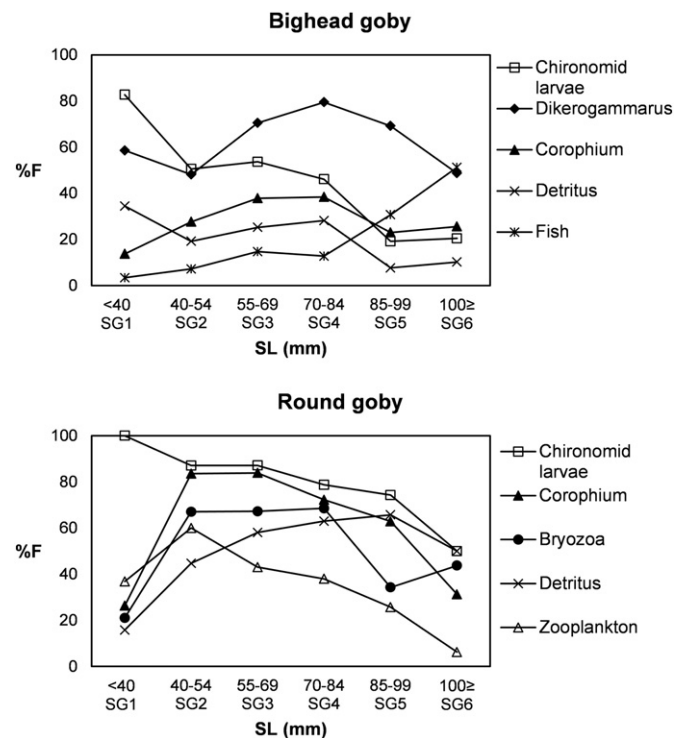 Bighead goby
100
80
60
40
20
0
%F
<40
SG1
40-54
SG2
55-69
SG3
70-84
SG4
85-99
SG5
100≥
SG6
SL (mm)
Chironomid
larvae
Dikerogammarus
Corophium
Detritus
Fish
Round goby
100
80
60
40
20
0
%F
<40
SG1
40-54
SG2
55-69
SG3
70-84
SG4
85-99
SG5
100≥
SG6
SL (mm)
Chironomid
larvae
Corophium
Bryozoa
Detritus
Zooplankton